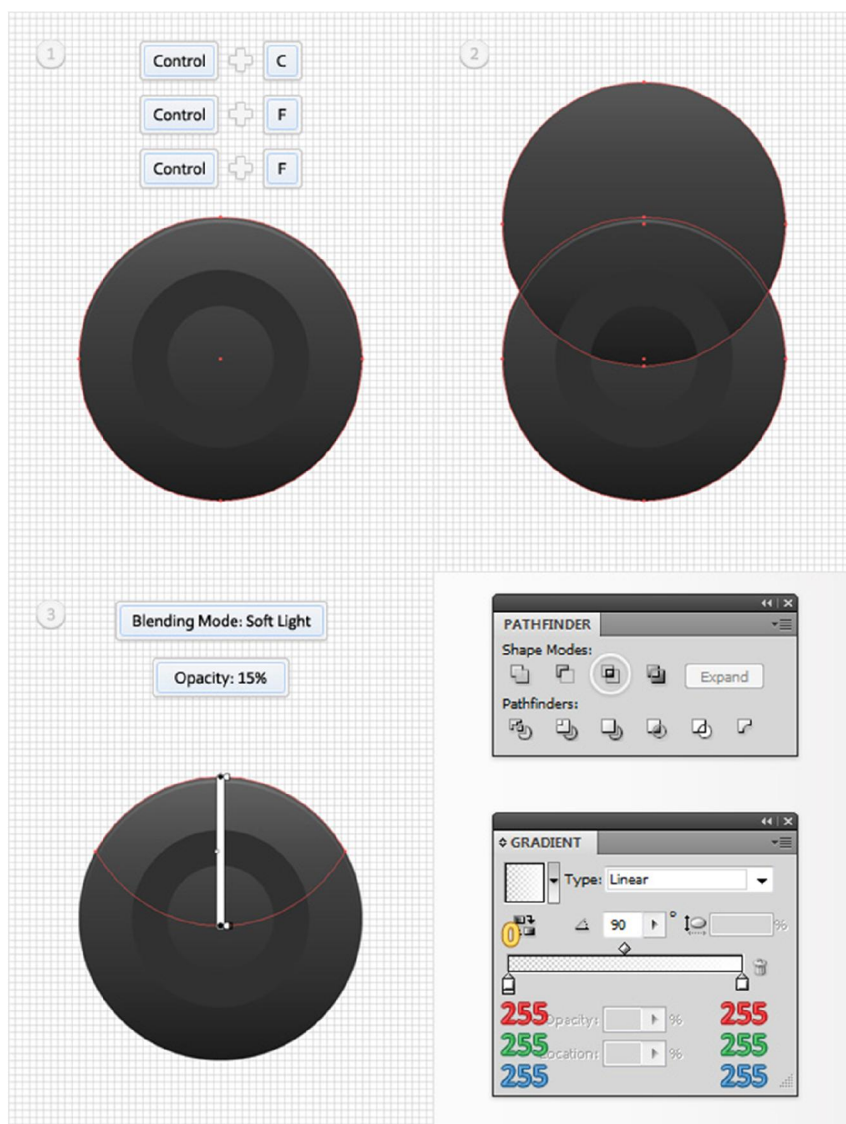 1
Control + C
Control + F
Control + F
2
3
Blending Mode: Soft Light
Opacity: 15%
PATHFINDER
Shape Modes:
Expand
Pathfinders:
GRADIENT
Type: Linear
0
90 °
%
255 Opacity: % 255
255 Location: % 255
255 255